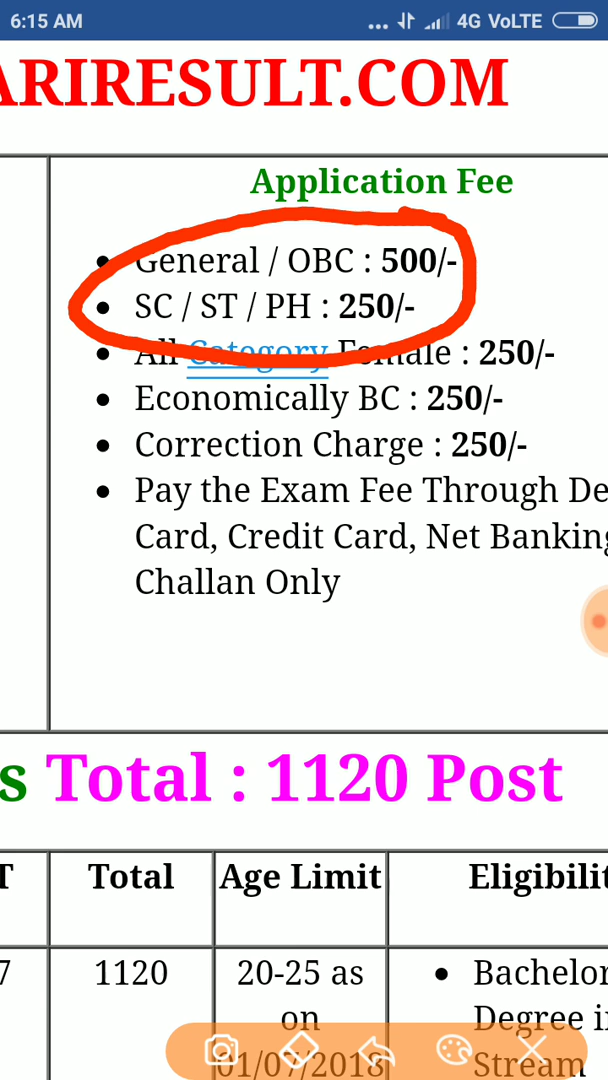 6:15 AM ... 4G VoLTE
ARIRESULT.COM
Application Fee
General / OBC : 500/-
SC / ST / PH : 250/-
All Category Female : 250/-
Economically BC : 250/-
Correction Charge : 250/-
Pay the Exam Fee Through De
Card, Credit Card, Net Banking
Challan Only
s Total : 1120 Post
T Total Age Limit Eligibilit
7 1120 20-25 as Bachelor
on Degree i
01/07/2018 Stream